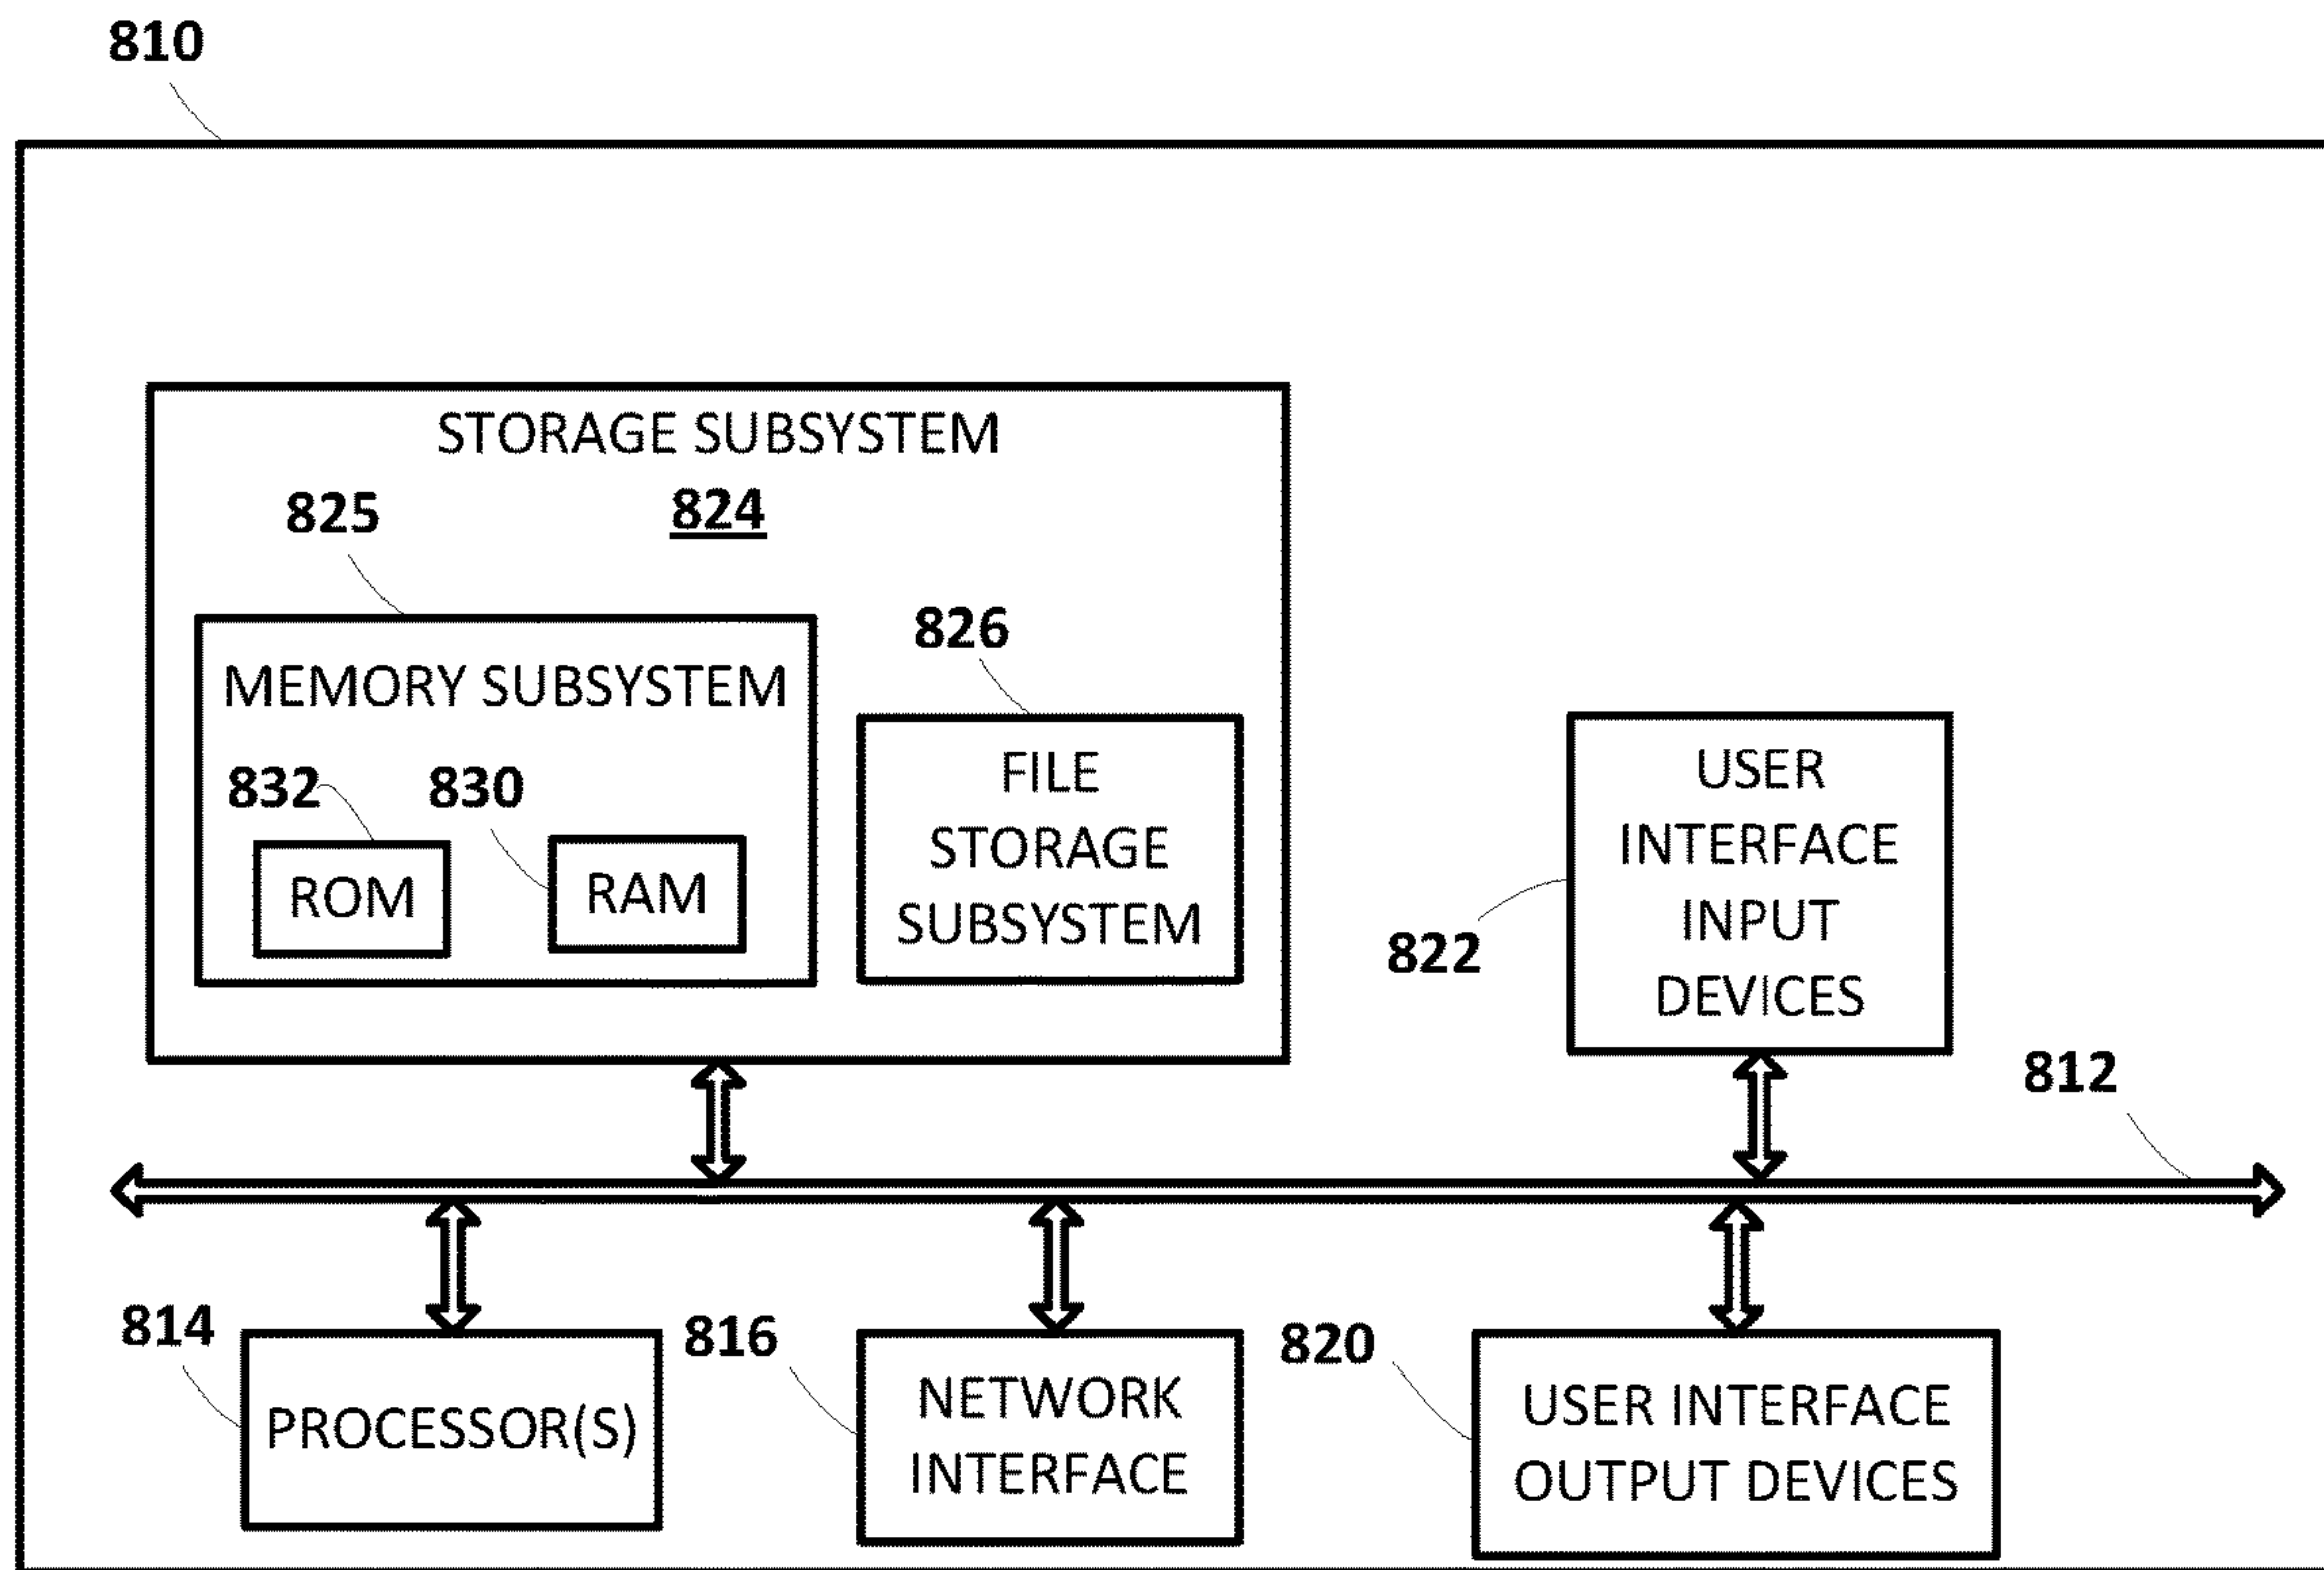 810
STORAGE SUBSYSTEM
824
825
MEMORY SUBSYSTEM
832
830
ROM
RAM
826
FILE
STORAGE
SUBSYSTEM
USER
INTERFACE
INPUT
DEVICES
822
812
814
PROCESSOR(S)
816
NETWORK
INTERFACE
820
USER INTERFACE
OUTPUT DEVICES